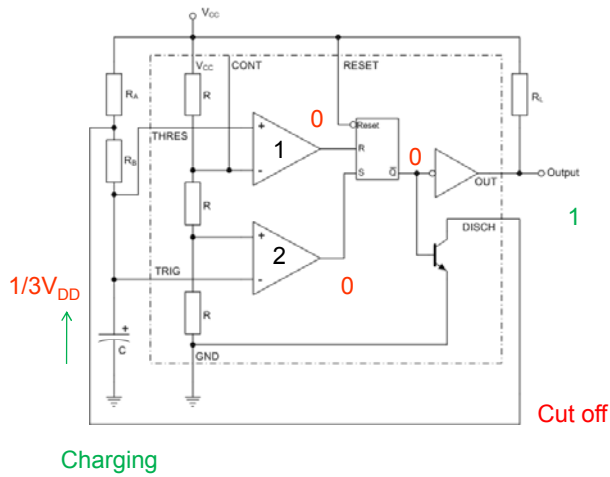 Vcc
Vcc
CONT
RESET
RA
R
RL
0
THRES
+
1
-
Reset
R
S
Q̅
0
OUT
Output
1
RB
R
DISCH
+
2
-
TRIG
0
1/3VDD
R
+
C
GND
Cut off
Charging